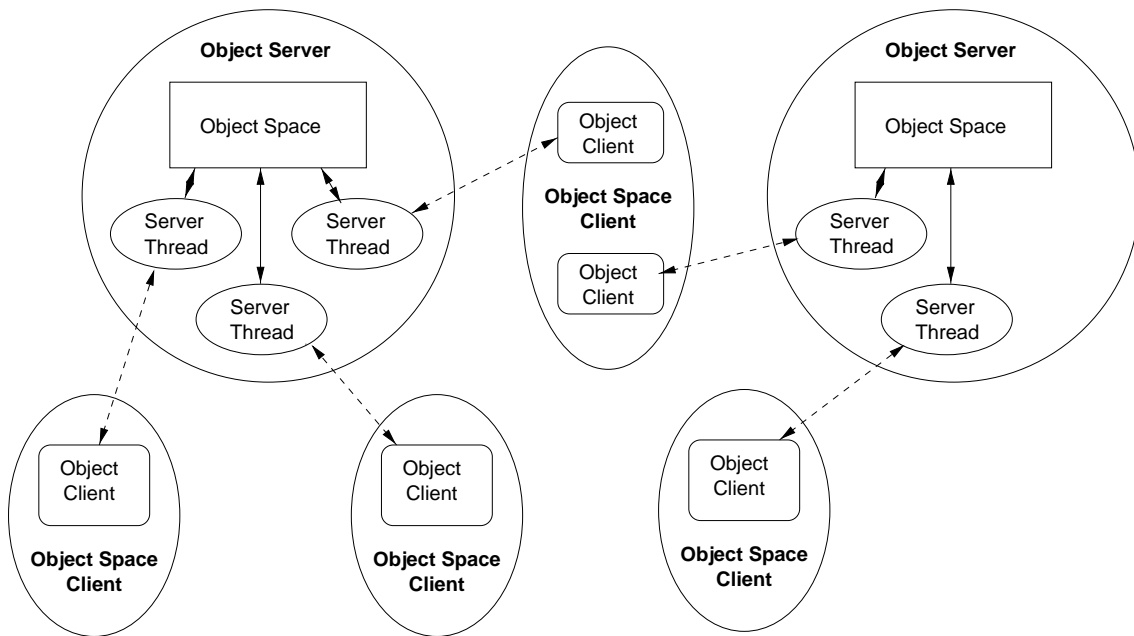 Object Server
Object Space
Server
Thread
Server
Thread
Server
Thread
Object
Client
Object Space
Client
Object
Client
Object Server
Object Space
Server
Thread
Server
Thread
Object
Client
Object Space
Client
Object
Client
Object Space
Client
Object
Client
Object Space
Client